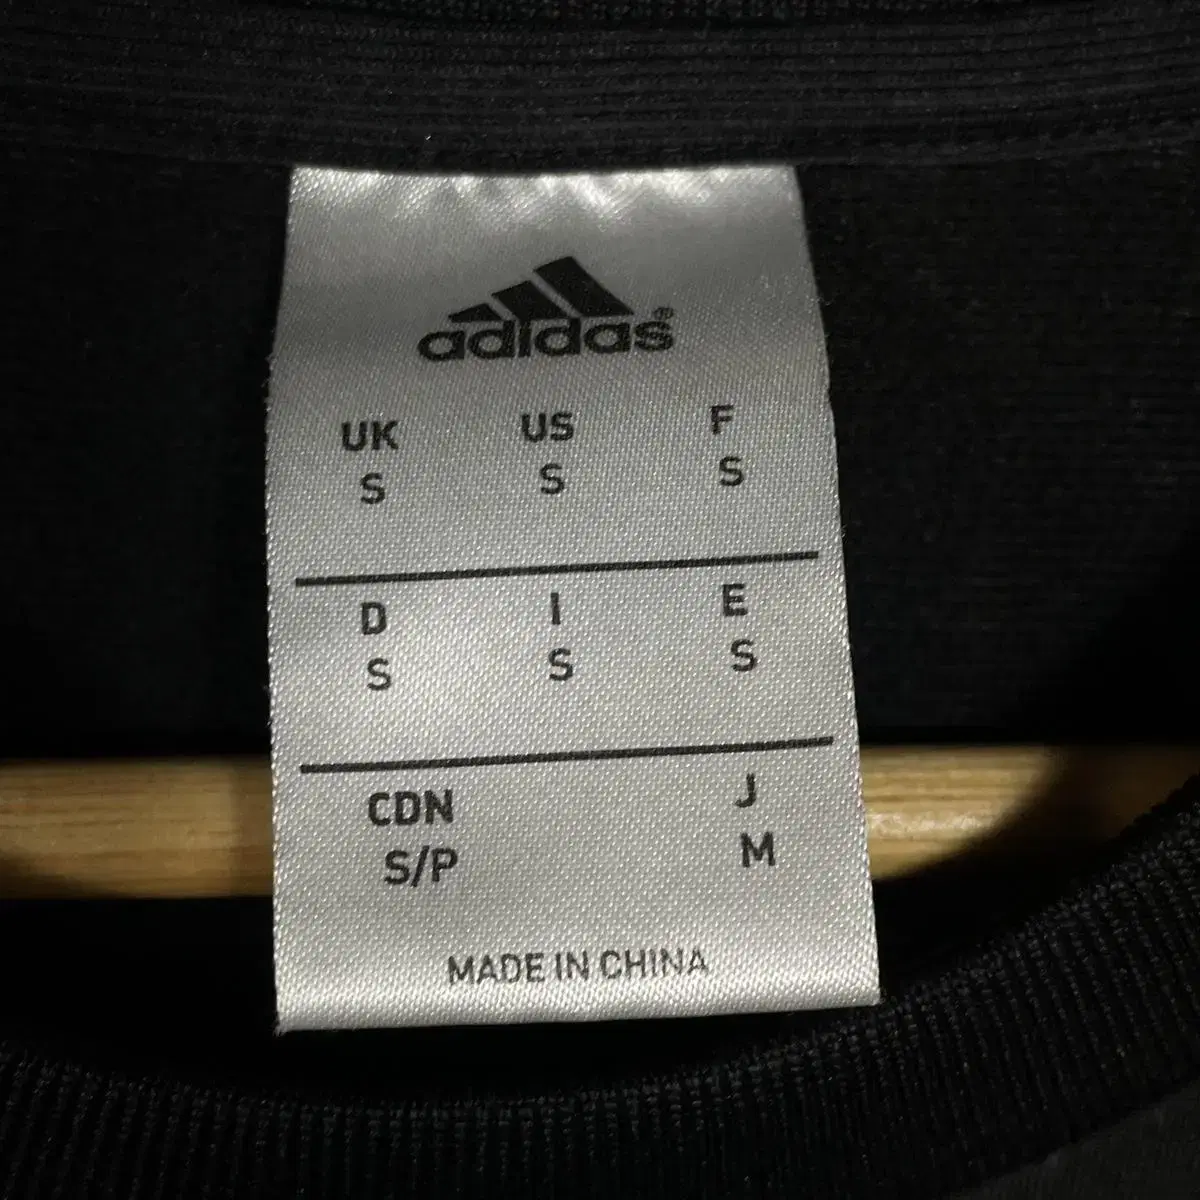 adidas®
UK US F
S S S
D I E
S S S
CDN J
S/P M
MADE IN CHINA